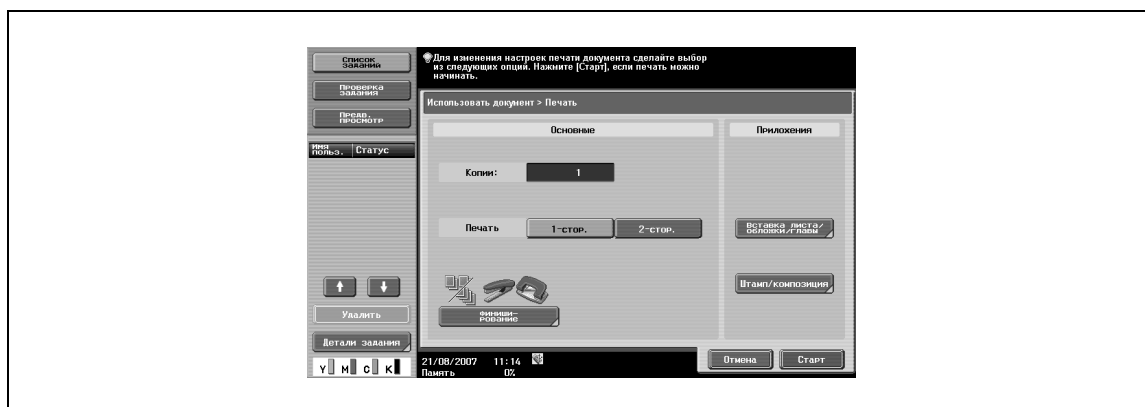 Список
задания
Проверка
задания
Предв.
просмотр
Имя
польз.
Статус
Удалить
Детали задания
Y M C K
Для изменения настроек печати документа сделайте выбор
из следующих опций. Нажмите [Старт], если печать можно
начинать.
Использовать документ > Печать
Основные
Копии: 1
Печать 1-стор. 2-стор.
Финиши-
рование
Приложения
Вставка листа/
обложки/главы
Штамп/композиция
21/08/2007 11:14
Память 0%
Отмена Старт